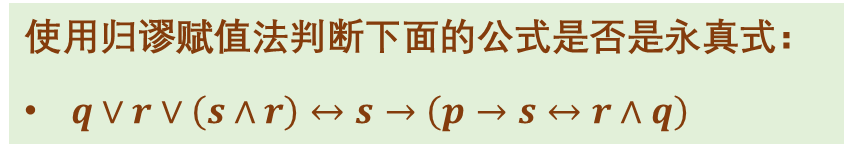 使用归谬赋值法判断下面的公式是否是永真式：
• q ∨ r ∨ (s ∧ r) ↔ s → (p → s ↔ r ∧ q)